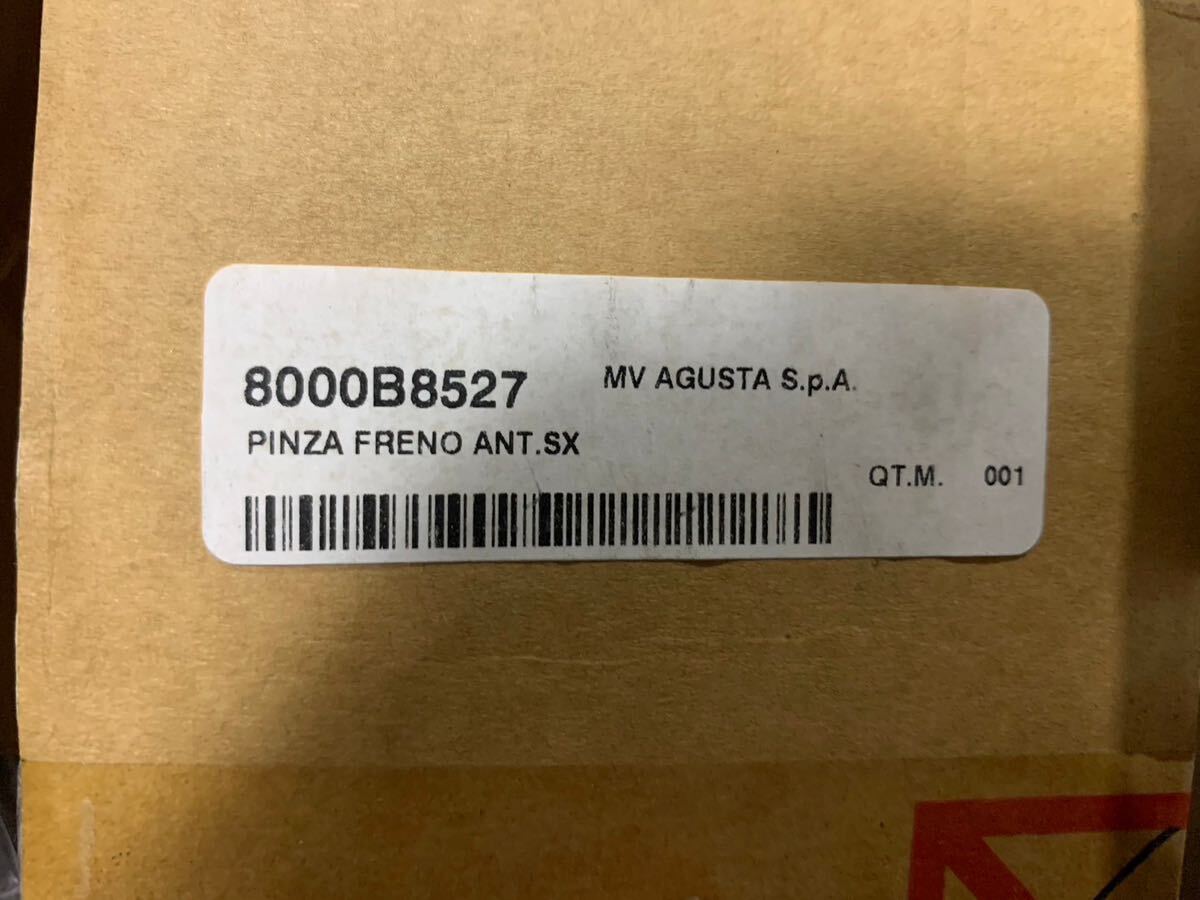 8000B8527 MV AGUSTA S.p.A.
PINZA FRENO ANT.SX
QT.M. 001